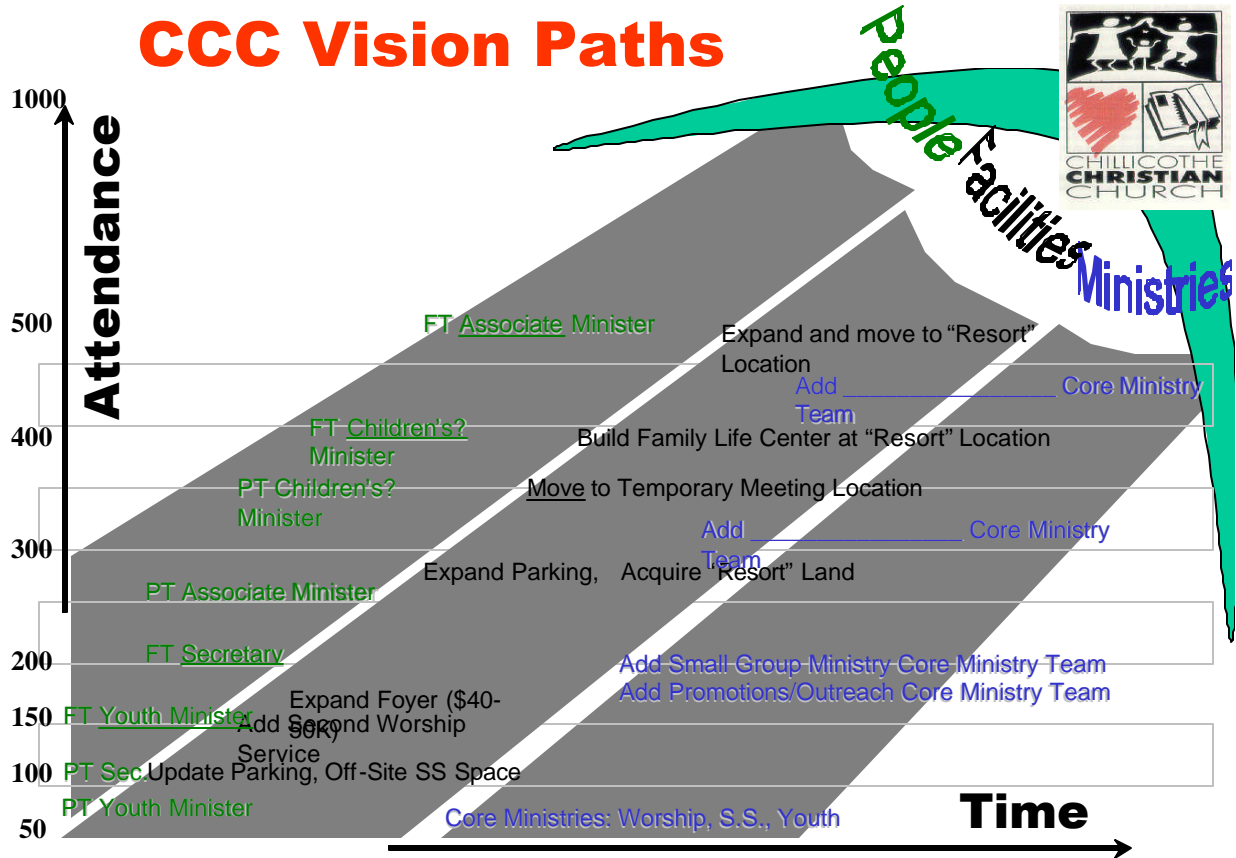 CCC Vision Paths
People
Facilities
Ministries
CHILLICOTHE
CHRISTIAN
CHURCH
1000
Attendance
500
FT Associate Minister
Expand and move to “Resort”
Location
Add _________________ Core Ministry
Team
400
FT Children's?
Minister
Build Family Life Center at “Resort” Location
PT Children's?
Minister
Move to Temporary Meeting Location
Add _________________ Core Ministry
Team
300
Expand Parking, Acquire “Resort” Land
PT Associate Minister
200
FT Secretary
Add Small Group Ministry Core Ministry Team
Add Promotions/Outreach Core Ministry Team
150
FT Youth Minister
Expand Foyer ($40-
50K)
Add Second Worship
Service
100
PT Sec.
Update Parking, Off-Site SS Space
PT Youth Minister
50
Core Ministries: Worship, S.S., Youth
Time